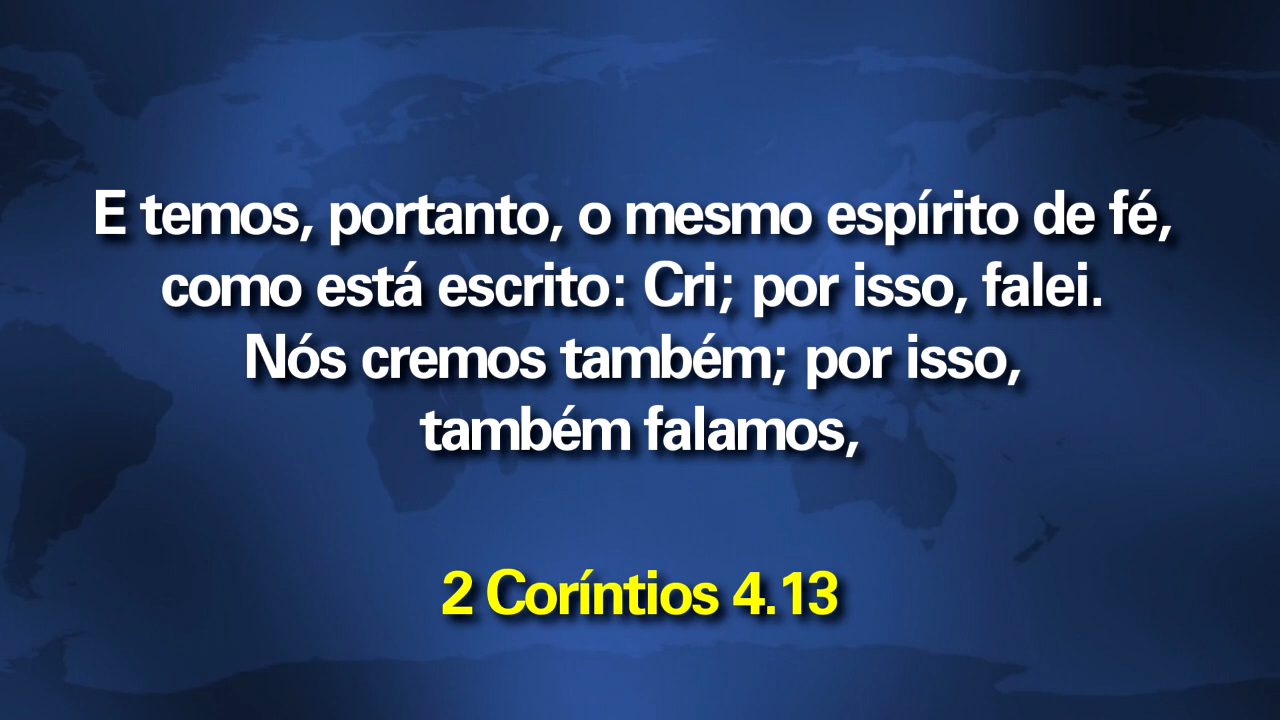 E temos, portanto, o mesmo espírito de fé,
como está escrito: Cri; por isso, falei.
Nós cremos também; por isso,
também falamos,
2 Coríntios 4.13